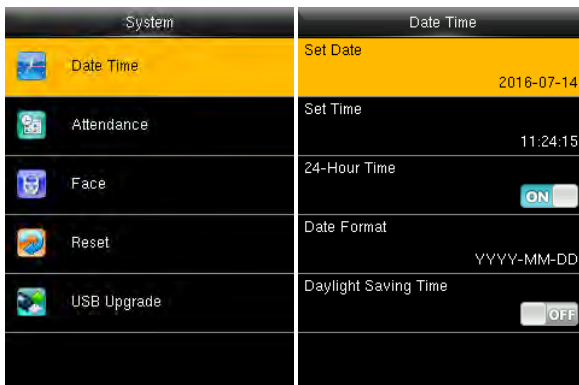 System
Date Time
Attendance
Face
Reset
USB Upgrade
Date Time
Set Date
2016-07-14
Set Time
11:24:15
24-Hour Time
ON
Date Format
YYYY-MM-DD
Daylight Saving Time
OFF